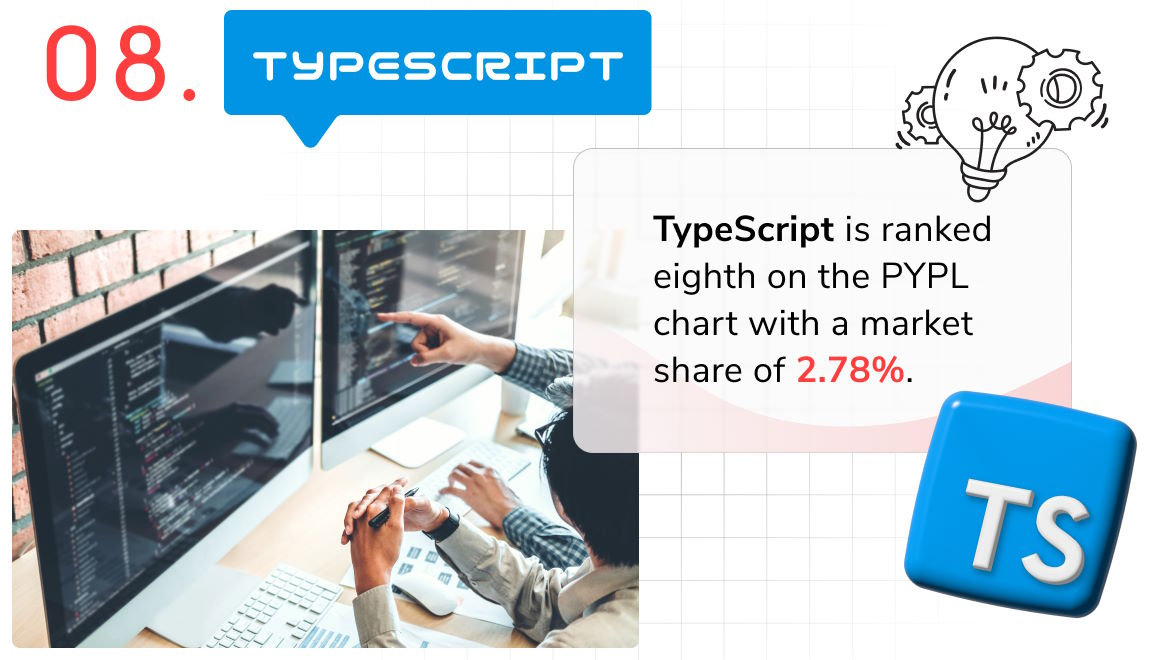 08.
TYPESCRIPT
TypeScript is ranked
eighth on the PYPL
chart with a market
share of 2.78%.
TS